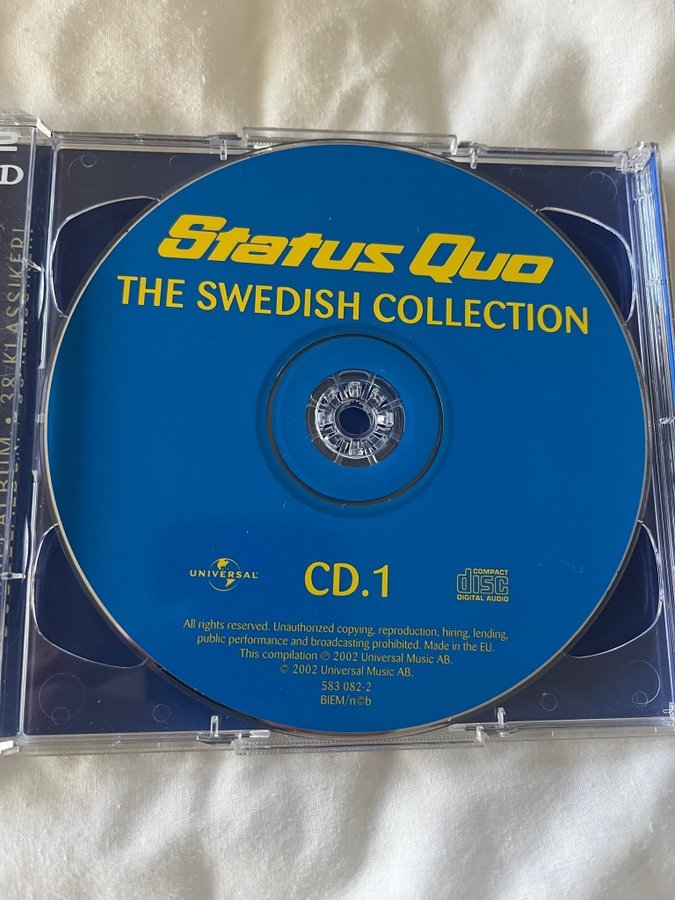 Status Quo
THE SWEDISH COLLECTION
UNIVERSAL
CD.1
COMPACT
disc
DIGITAL AUDIO
All rights reserved. Unauthorized copying, reproduction, hiring, lending,
public performance and broadcasting prohibited. Made in the EU.
This compilation ℗ 2002 Universal Music AB.
© 2002 Universal Music AB.
583 082-2
BIEM/n©b
2
D
• 38 KLASSIKER!